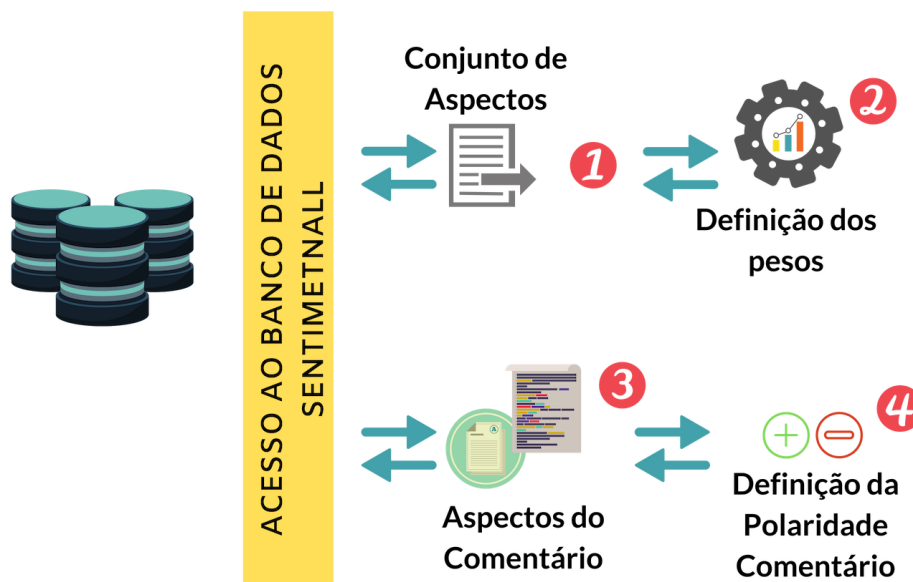 ACESSO AO BANCO DE DADOS
SENTIMETNALL
Conjunto de
Aspectos
1
2
Definição dos
pesos
3
Aspectos do
Comentário
4
Definição da
Polaridade
Comentário